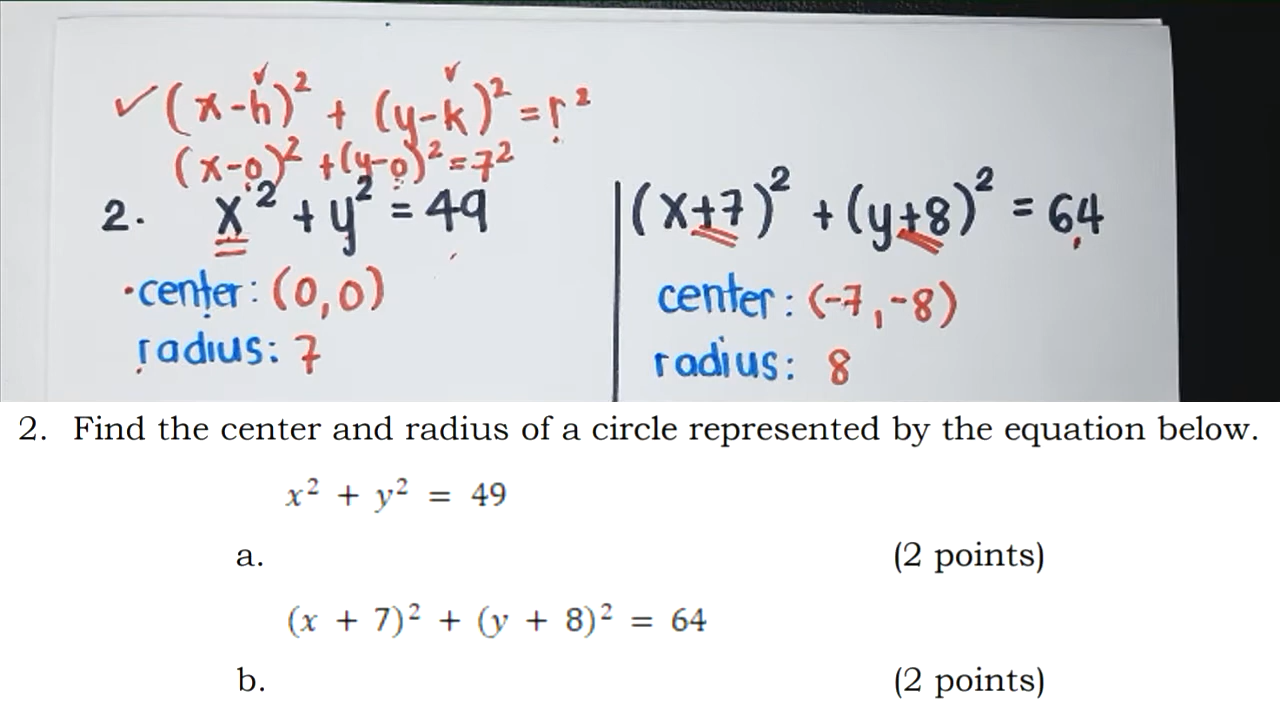 ✓(x-h)² + (y-k)² = r²
(x-0)² + (y-0)² = 7²
2. x² + y² = 49
• center: (0,0)
radius: 7
(x+7)² + (y+8)² = 64
center: (-7, -8)
radius: 8
2. Find the center and radius of a circle represented by the equation below.
x² + y² = 49
a. (2 points)
(x + 7)² + (y + 8)² = 64
b. (2 points)